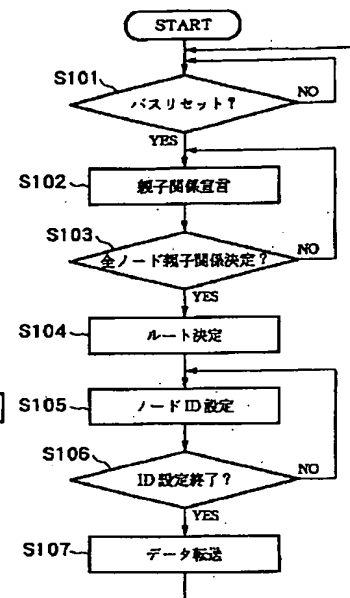 START
S101
バスリセット?
NO
YES
S102
親子関係宣言
S103
全ノード親子関係決定?
NO
YES
S104
ルート決定
S105
ノードID設定
S106
ID設定終了?
NO
YES
S107
データ転送